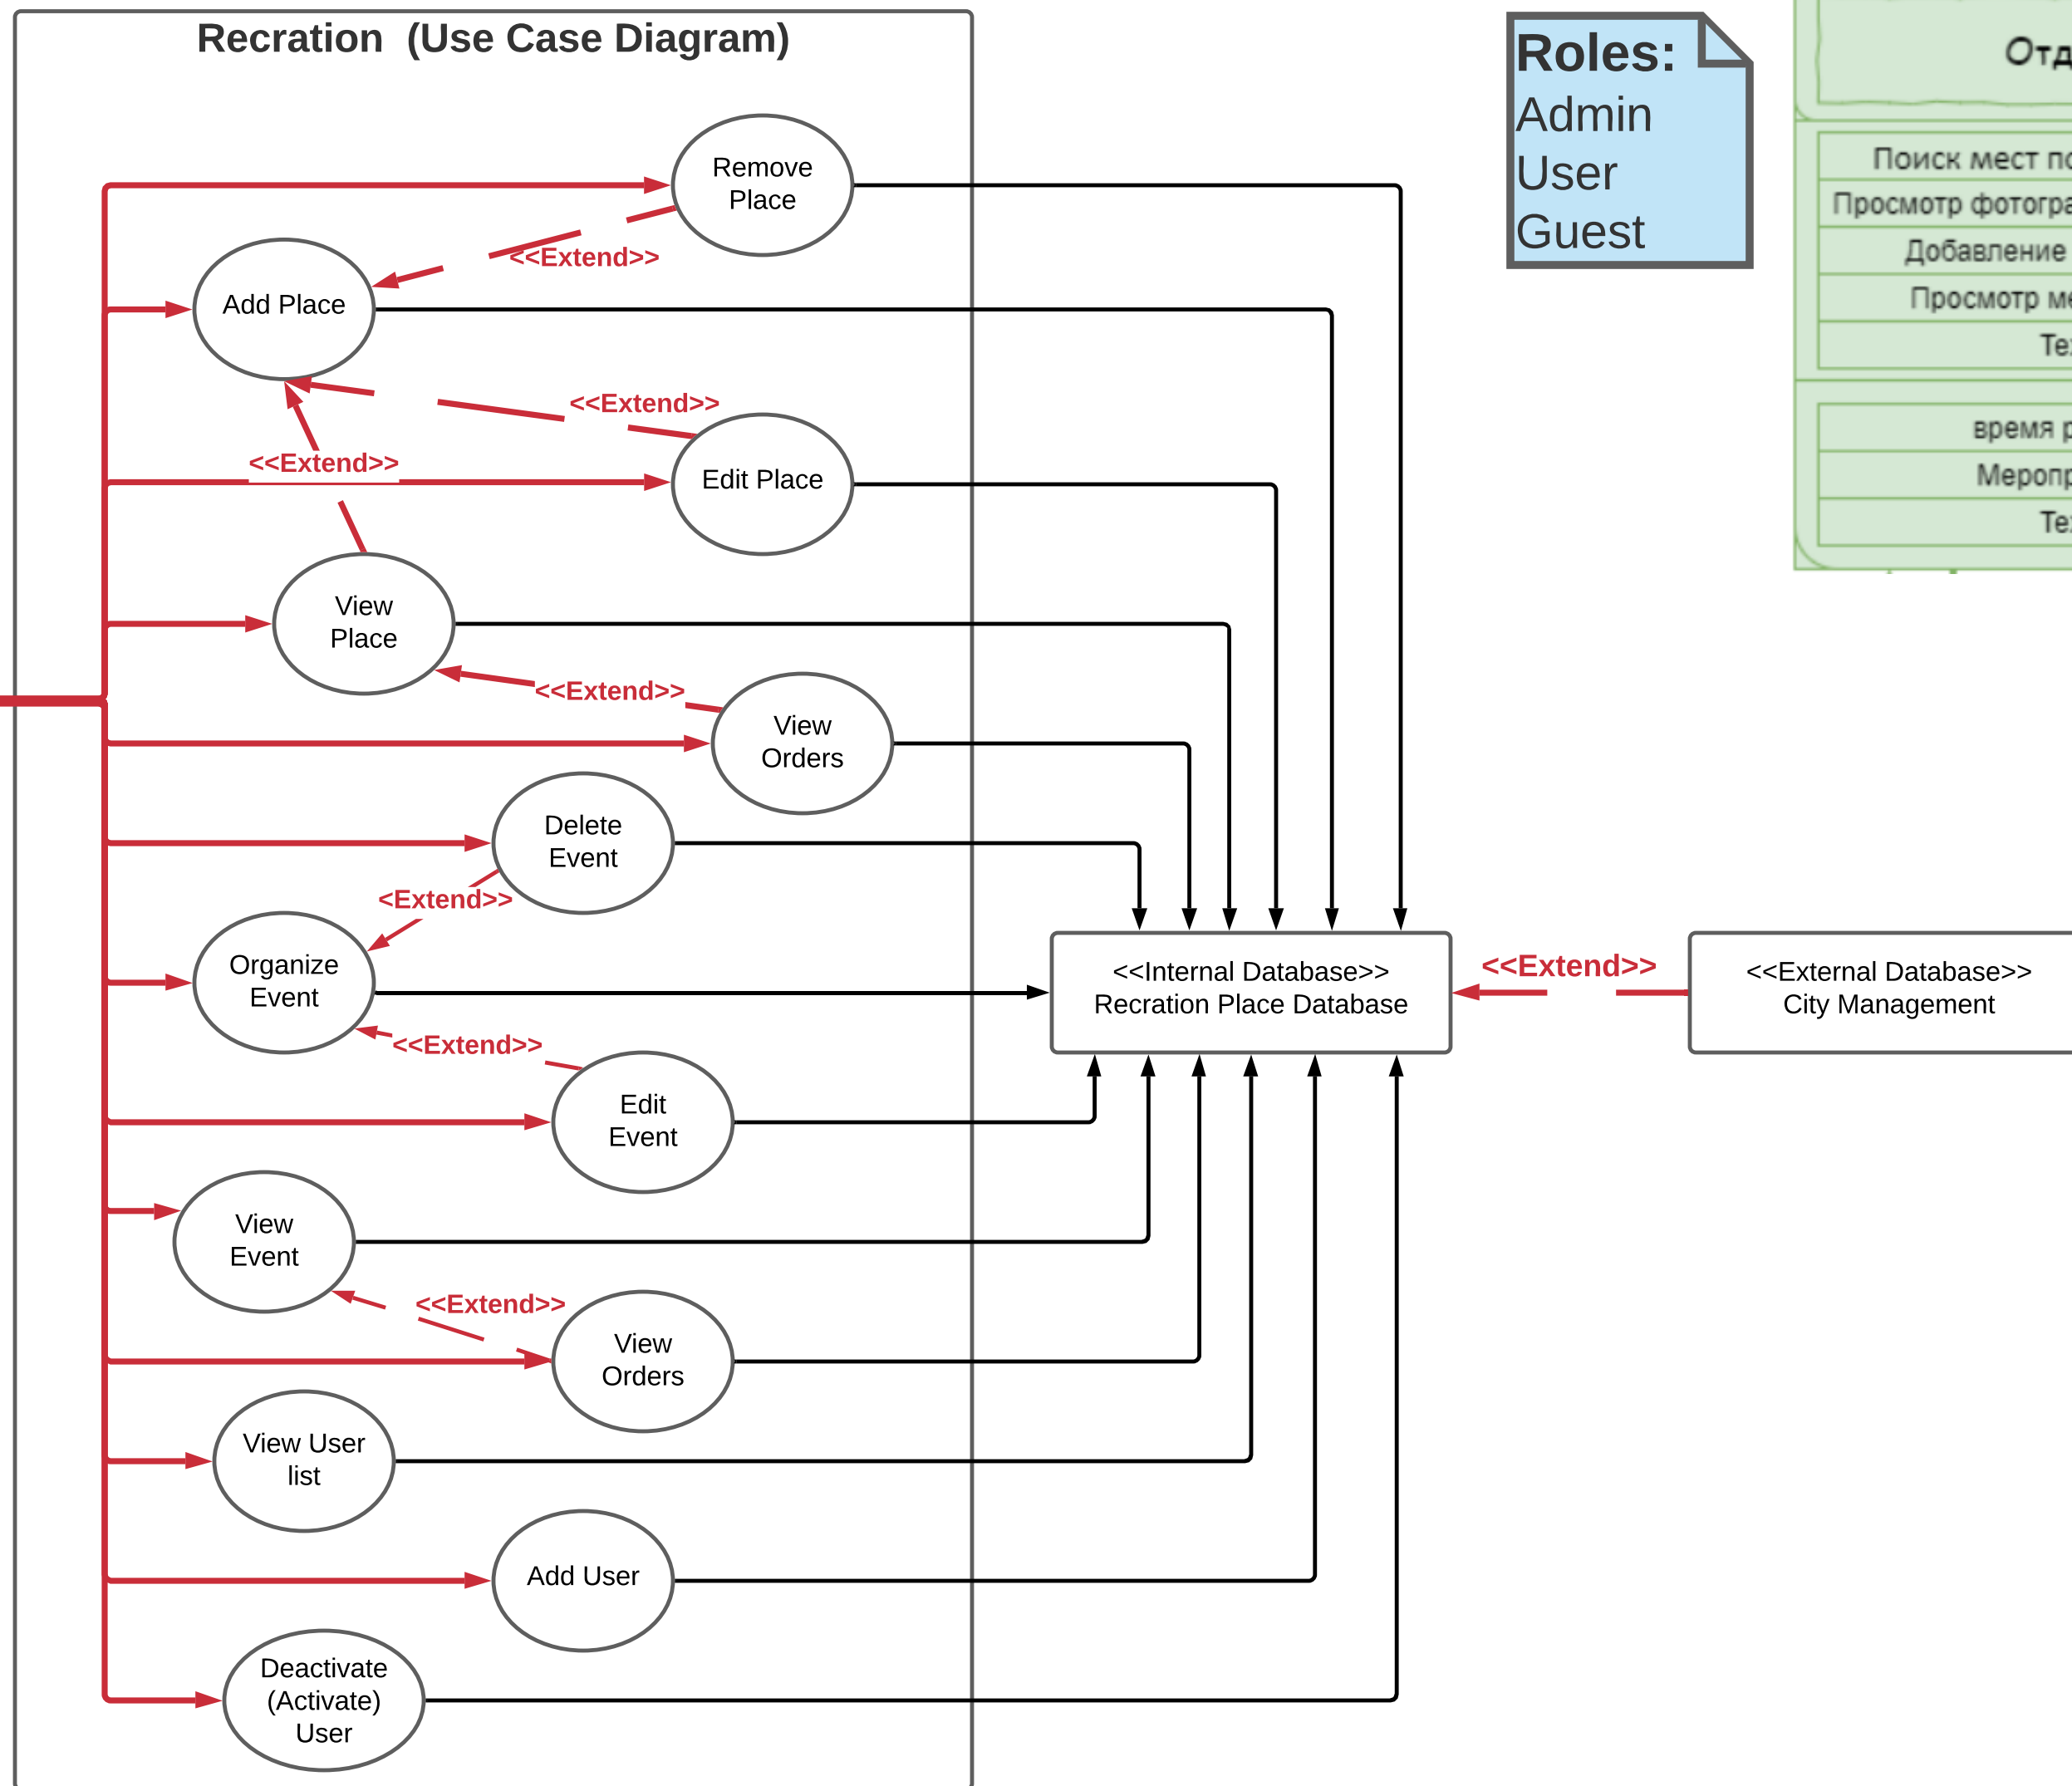 Recration (Use Case Diagram)
Remove
Place
<<Extend>>
Add Place
<<Extend>>
<<Extend>>
Edit Place
View
Place
<<Extend>>
View
Orders
Delete
Event
<Extend>>
Organize
Event
<<Extend>>
Edit
Event
View
Event
<<Extend>>
View
Orders
View User
list
Add User
Deactivate
(Activate)
User
<<Internal Database>>
Recration Place Database
<<Extend>>
<<External Database>>
City Management
Roles:
Admin
User
Guest
Поиск мест
Просмотр
Добавление
Просмотр
время